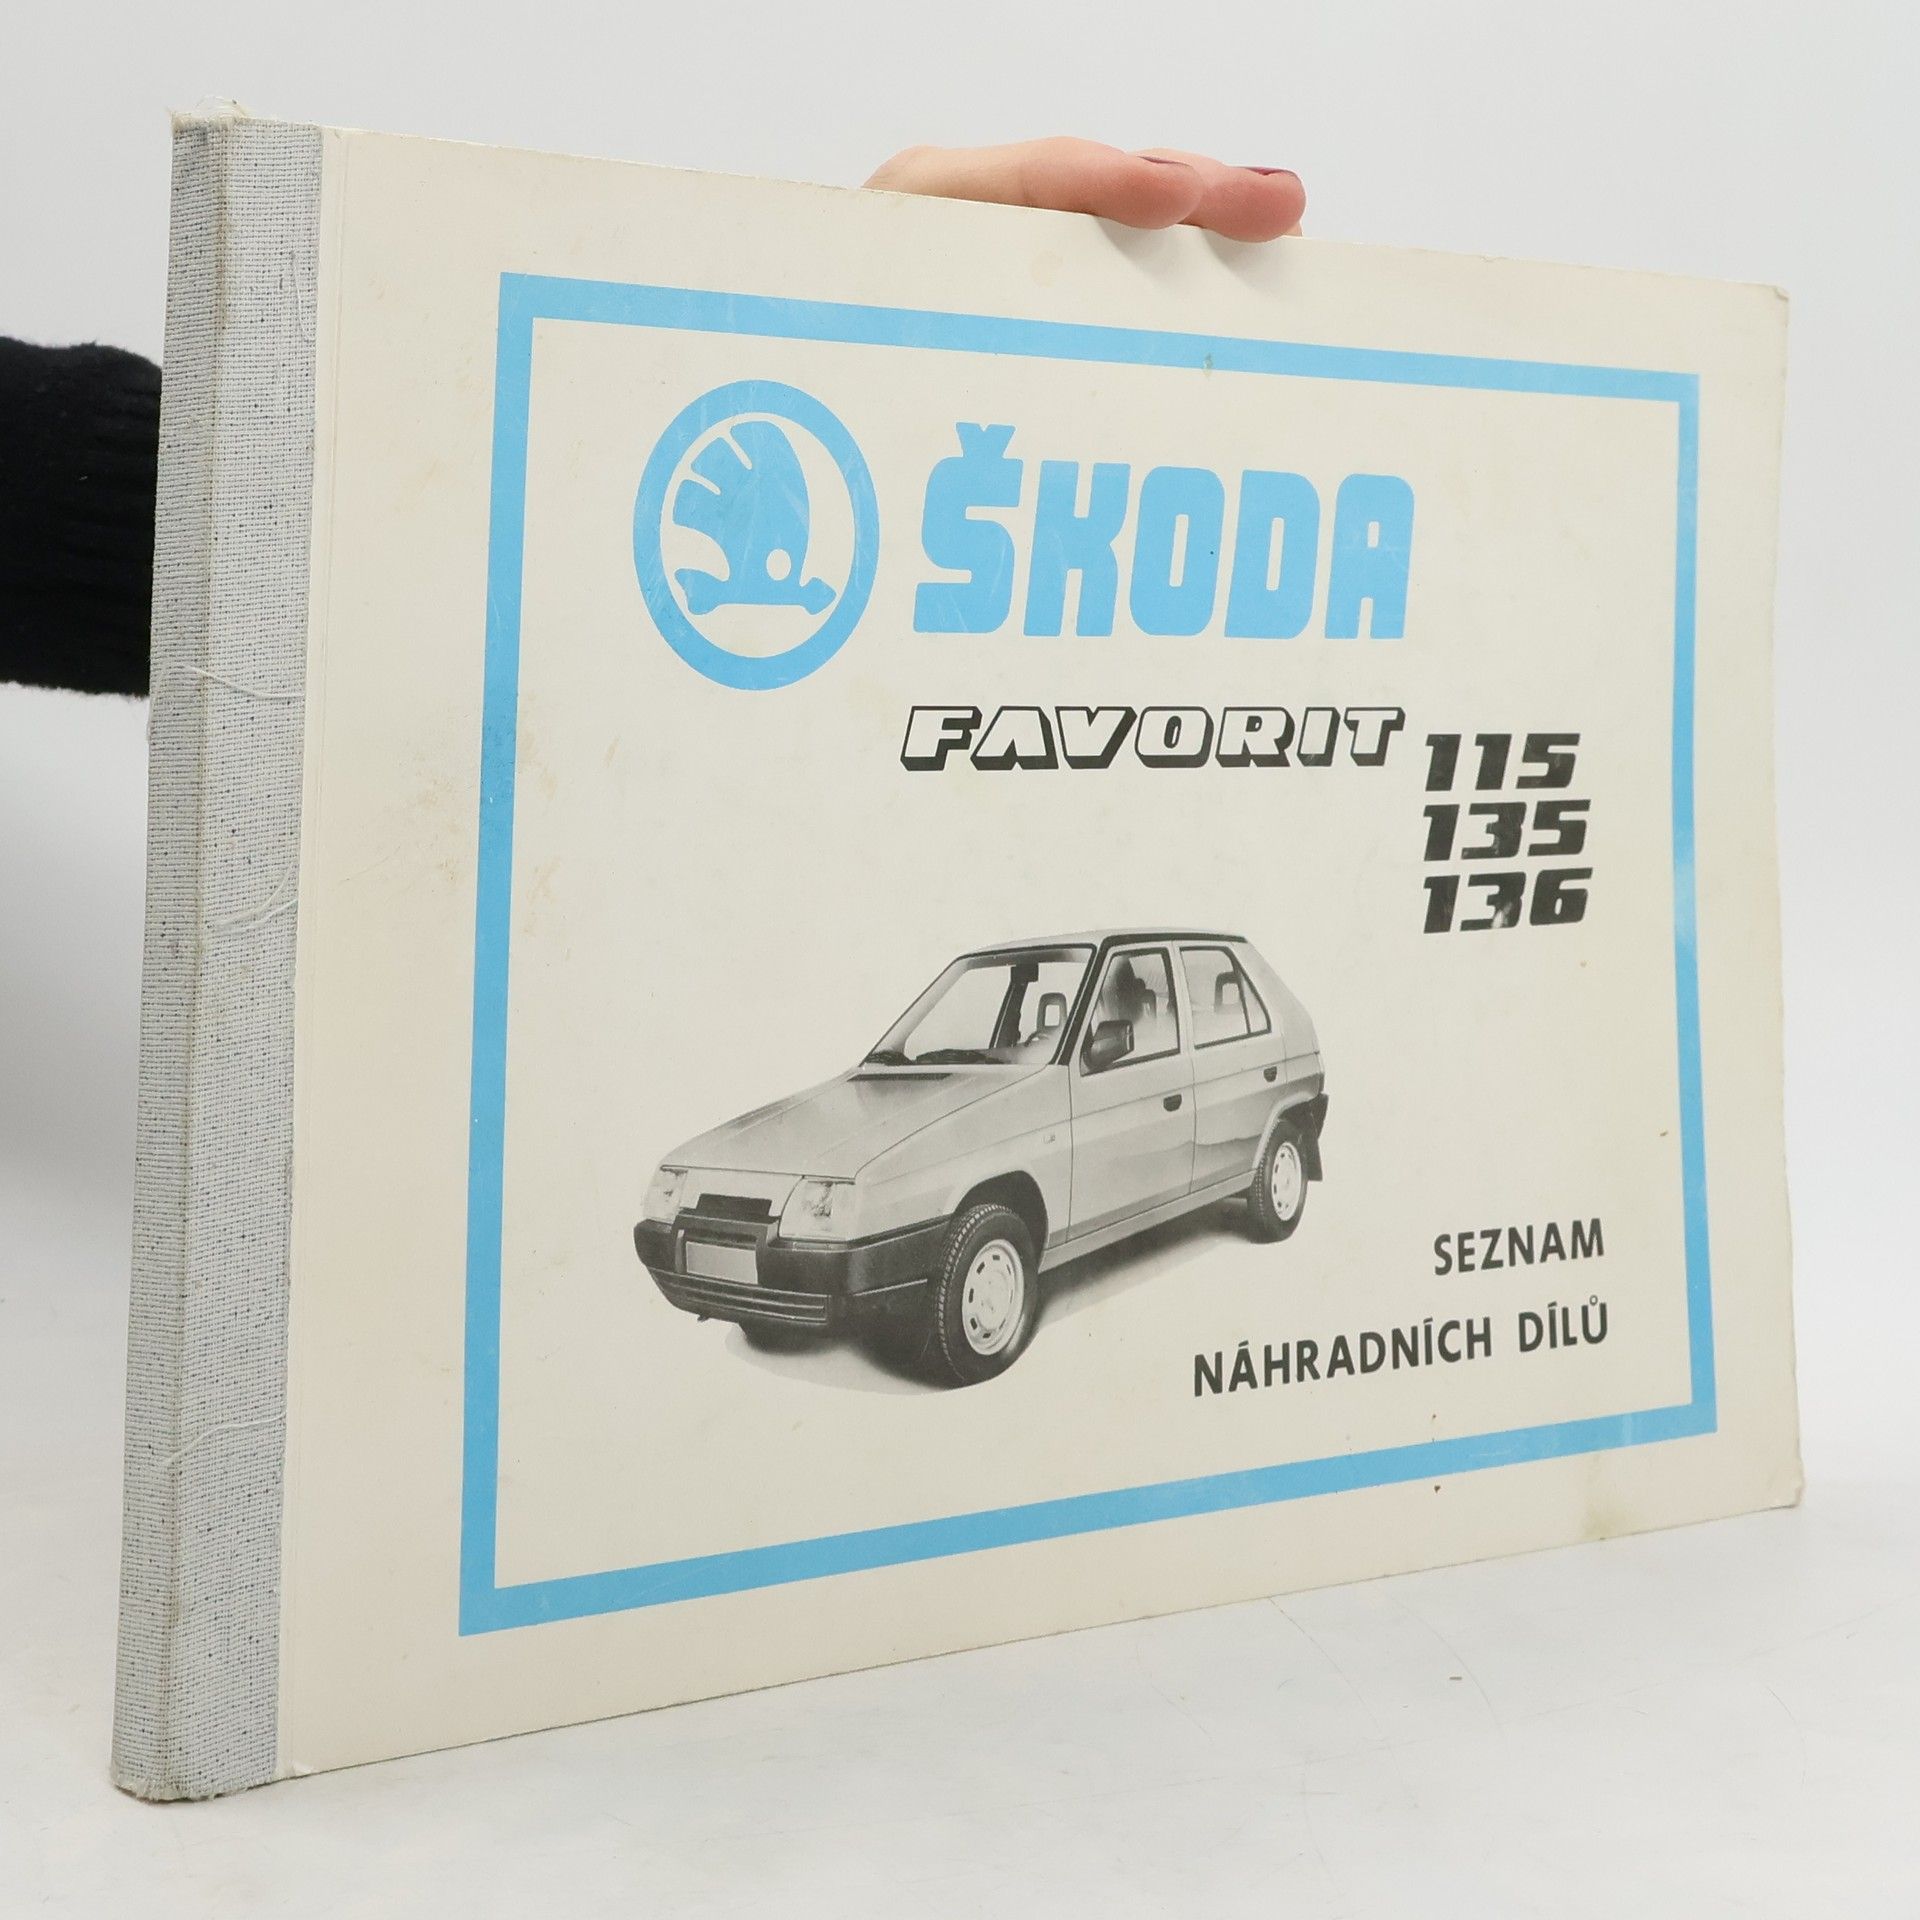 ŠKODA
FAVORIT 115
135
136
SEZNAM
NÁHRADNÍCH DÍLŮ